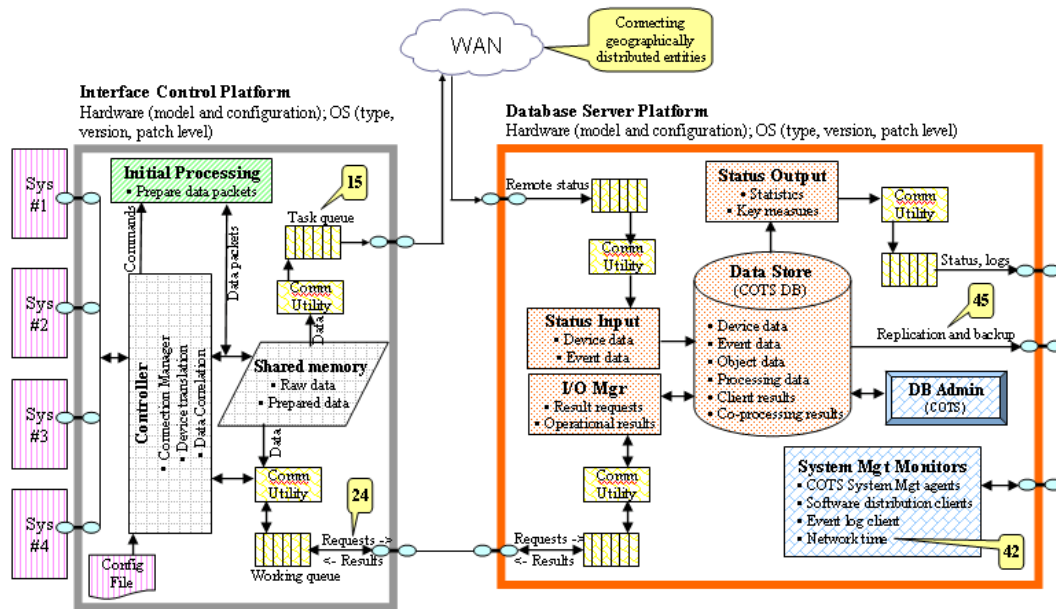 WAN
Connecting
geographically
distributed entities
Interface Control Platform
Hardware (model and configuration); OS (type,
version, patch level)
Database Server Platform
Hardware (model and configuration); OS (type, version, patch level)
Sys
#1
Sys
#2
Sys
#3
Sys
#4
Initial Processing
▪ Prepare data packets
15
Task queue
Commands
Data packets
Comm
Utility
Data
Controller
▪ Connection Manager
▪ Device translation
▪ Data Correlation
Shared memory
▪ Raw data
▪ Prepared data
Data
Comm
Utility
24
Requests ->
<- Results
Working queue
Config
File
Remote status
Comm
Utility
Status Input
▪ Device data
▪ Event data
I/O Mgr
▪ Result requests
▪ Operational results
Comm
Utility
Requests ->
<- Results
Status Output
▪ Statistics
▪ Key measures
Comm
Utility
Status, logs
Data Store
(COTS DB)
▪ Device data
▪ Event data
▪ Object data
▪ Processing data
▪ Client results
▪ Co-processing results
45
Replication and backup
DB Admin
(COTS)
System Mgt Monitors
▪ COTS System Mgt agents
▪ Software distribution clients
▪ Event log client
▪ Network time
42